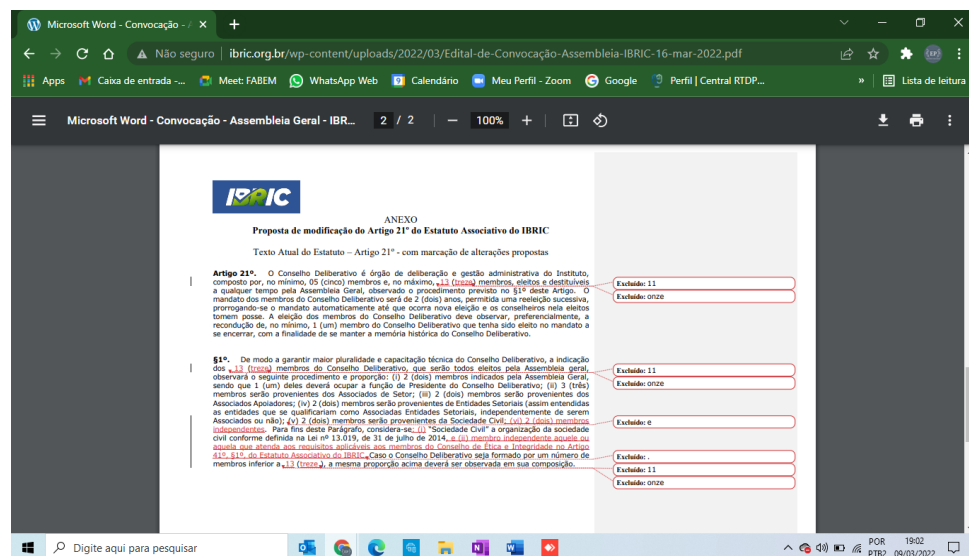 Microsoft Word - Convocação - A
Não seguro
ibric.org.br/wp-content/uploads/2022/03/Edital-de-Convocação-Assembleia-IBRIC-16-mar-2022.pdf
Apps Caixa de entrada -... Meet: FABEM WhatsApp Web Calendário Meu Perfil - Zoom Google Perfil | Central RTDP... » Lista de leitura
Microsoft Word - Convocação - Assembleia Geral - IBR... 2 / 2 100%
IBRIC
ANEXO
Proposta de modificação do Artigo 21º do Estatuto Associativo do IBRIC
Texto Atual do Estatuto – Artigo 21º - com marcação de alterações propostas
Artigo 21º. O Conselho Deliberativo é órgão de deliberação e gestão administrativa do Instituto,
composto por, no mínimo, 05 (cinco) membros e, no máximo, 13 (treze) membros, eleitos e destituíveis
a qualquer tempo pela Assembleia Geral, observado o procedimento previsto no §1º deste Artigo. O
mandato dos membros do Conselho Deliberativo será de 2 (dois) anos, permitida uma reeleição sucessiva,
prorrogando-se o mandato automaticamente até que ocorra nova eleição e os conselheiros nela eleitos
tomem posse. A eleição dos membros do Conselho Deliberativo deve observar, preferencialmente, a
recondução de, no mínimo, 1 (um) membro do Conselho Deliberativo que tenha sido eleito no mandato a
se encerrar, com a finalidade de se manter a memória histórica do Conselho Deliberativo.
Excluído: 11
Excluído: onze
§1º. De modo a garantir maior pluralidade e capacitação técnica do Conselho Deliberativo, a indicação
dos 13 (treze) membros do Conselho Deliberativo, que serão todos eleitos pela Assembleia geral,
observará o seguinte procedimento e proporção: (i) 2 (dois) membros indicados pela Assembleia Geral,
sendo que 1 (um) deles deverá ocupar a função de Presidente do Conselho Deliberativo; (ii) 3 (três)
membros serão provenientes dos Associados de Setor; (iii) 2 (dois) membros serão provenientes dos
Associados Apoiadores; (iv) 2 (dois) membros serão provenientes de Entidades Setoriais (assim entendidas
as entidades que se qualificariam como Associadas Entidades Setoriais, independentemente de serem
Associados ou não); (v) 2 (dois) membros serão provenientes da Sociedade Civil; (vi) 2 (dois) membros
independentes. Para fins deste Parágrafo, considera-se: (i) "Sociedade Civil" a organização da sociedade
civil conforme definida na Lei nº 13.019, de 31 de julho de 2014, e (ii) membro independente aquele ou
aquela que atenda aos requisitos aplicáveis aos membros do Conselho de Ética e Integridade no Artigo
41º, §1º, do Estatuto Associativo do IBRIC. Caso o Conselho Deliberativo seja formado por um número de
membros inferior a 13 (treze ), a mesma proporção acima deverá ser observada em sua composição.
Excluído: 11
Excluído: onze
Excluído: e
Excluído: .
Excluído: 11
Excluído: onze
Digite aqui para pesquisar
POR 19:02
PTB2 09/03/2022